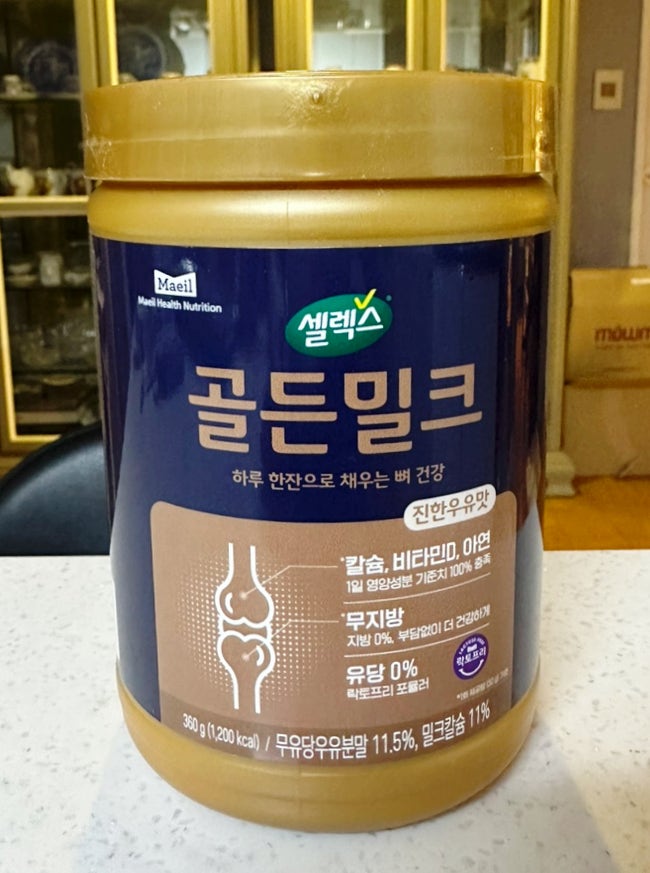 Maeil
Maeil Health Nutrition
셀렉스
골든밀크
하루 한잔으로 채우는 뼈 건강
진한우유맛
*칼슘, 비타민D, 아연
1일 영양성분 기준치 100% 충족
*무지방
지방 0%, 부담없이 더 건강하게
유당 0%
락토프리 포뮬러
락토프리
360 g (1,200 kcal) / 무유당우유분말 11.5%, 밀크칼슘 11%